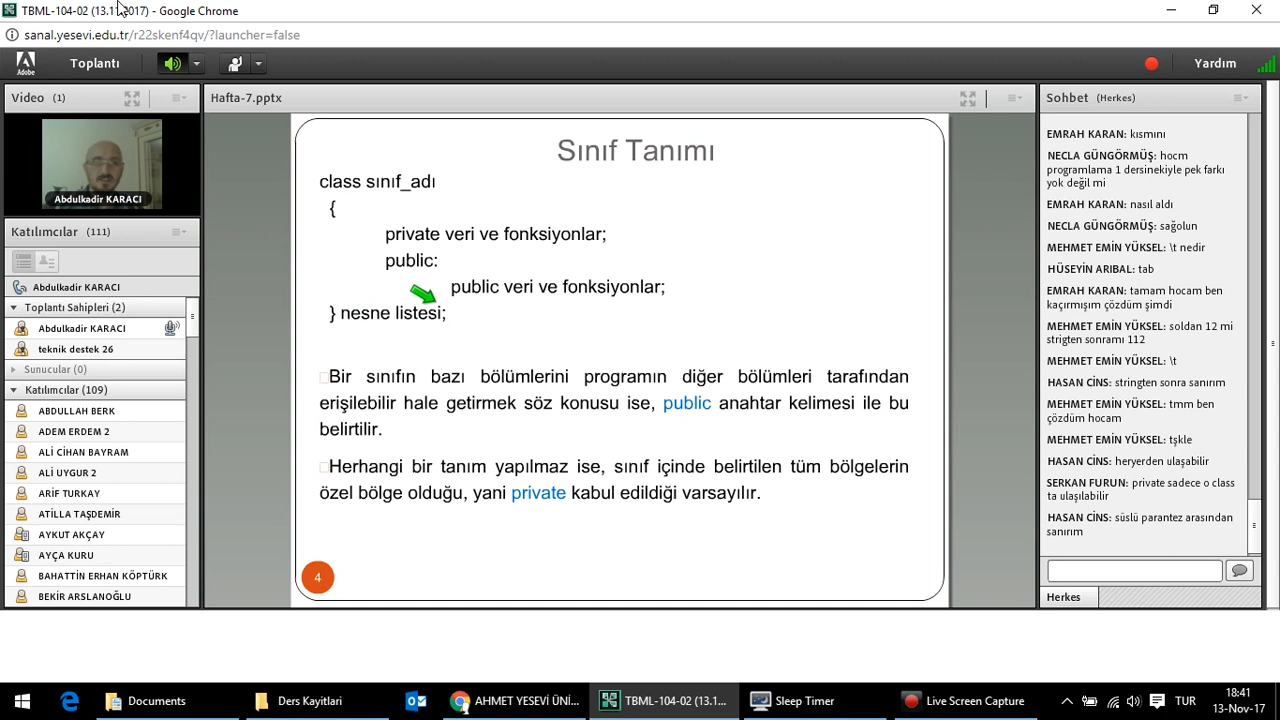 TBML-104-02 (13.11.2017) - Google Chrome
sanal.yesevi.edu.tr/r22skenf4qv/?launcher=false
Adobe
Toplantı
Yardım
Video (1)
Abdulkadir KARACI
Katılımcılar (111)
Abdulkadir KARACI
Toplantı Sahipleri (2)
Abdulkadir KARACI
teknik destek 26
Sunucular (0)
Katılımcılar (109)
ABDULLAH BERK
ADEM ERDEM 2
ALİ CİHAN BAYRAM
ALİ UYGUR 2
ARİF TURKAY
ATİLLA TAŞDEMİR
AYKUT AKÇAY
AYÇA KURU
BAHATTİN ERHAN KÖPTÜRK
BEKİR ARSLANOĞLU
Hafta-7.pptx
Sınıf Tanımı
class sınıf_adı
{
private veri ve fonksiyonlar;
public:
public veri ve fonksiyonlar;
} nesne listesi;
Bir sınıfın bazı bölümlerini programın diğer bölümleri tarafından
erişilebilir hale getirmek söz konusu ise, public anahtar kelimesi ile bu
belirtilir.
Herhangi bir tanım yapılmaz ise, sınıf içinde belirtilen tüm bölgelerin
özel bölge olduğu, yani private kabul edildiği varsayılır.
4
Sohbet (Herkes)
EMRAH KARAN: kısmını
NECLA GÜNGÖRMÜŞ: hocm
programlama 1 dersinekiyle pek farkı
yok değil mi
EMRAH KARAN: nasıl aldı
NECLA GÜNGÖRMÜŞ: sağolun
MEHMET EMİN YÜKSEL: \t nedir
HÜSEYİN ARIBAL: tab
EMRAH KARAN: tamam hocam ben
kaçırmışım çözdüm şimdi
MEHMET EMİN YÜKSEL: soldan 12 mi
strigten sonramı 112
MEHMET EMİN YÜKSEL: \t
HASAN CİNS: stringten sonra sanırım
MEHMET EMİN YÜKSEL: tmm ben
çözdüm hocam
MEHMET EMİN YÜKSEL: tşkle
HASAN CİNS: heryerden ulaşabilir
SERKAN FURUN: private sadece o class
ta ulaşılabilir
HASAN CİNS: süslü parantez arasından
sanırım
Herkes
Documents
Ders Kayitlari
AHMET YESEVİ ÜNİ...
TBML-104-02 (13.1...
Sleep Timer
Live Screen Capture
TUR
18:41
13-Nov-17